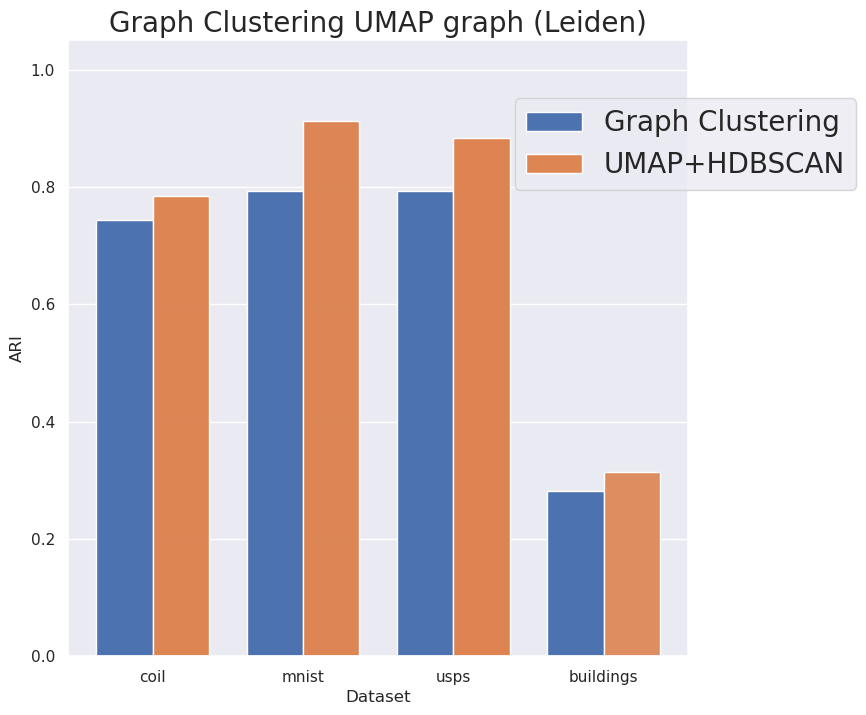 Graph Clustering UMAP graph (Leiden)
1.0
0.8
0.6
0.4
0.2
0.0
ARI
Graph Clustering
UMAP+HDBSCAN
coil
mnist
usps
buildings
Dataset